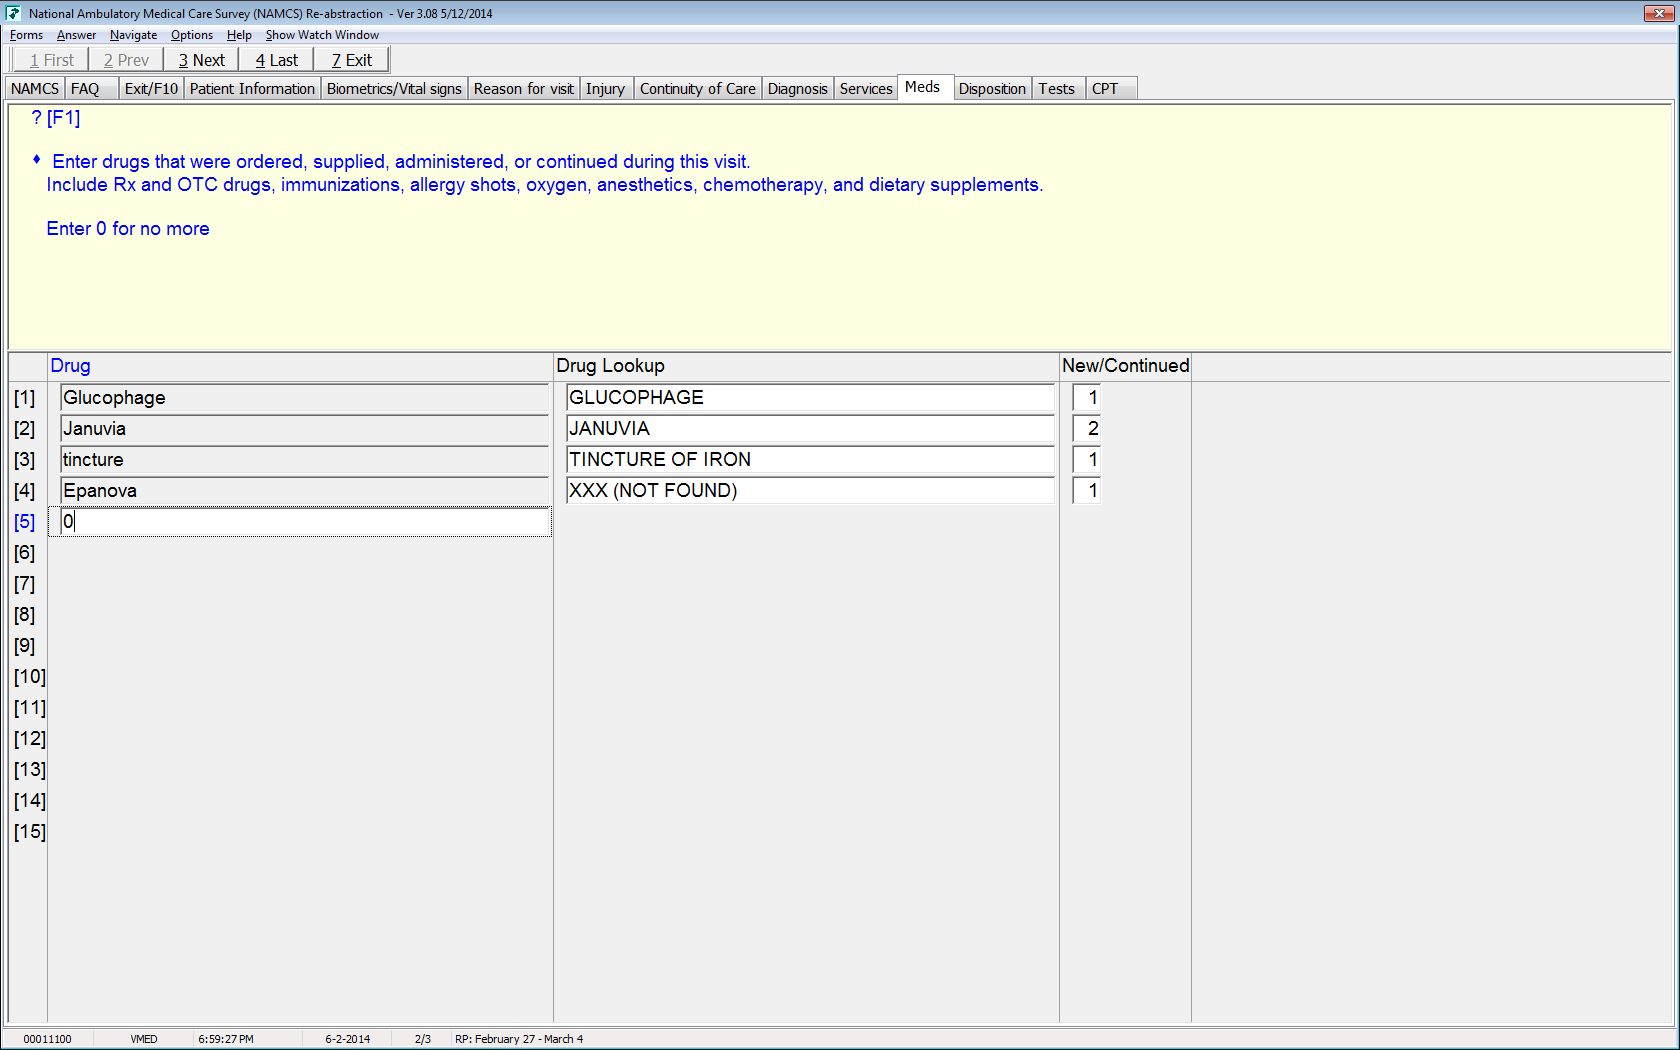 National Ambulatory Medical Care Survey (NAMCS) Re-abstraction - Ver 3.08 5/12/2014
Forms Answer Navigate Options Help Show Watch Window
1 First 2 Prev 3 Next 4 Last 7 Exit
NAMCS FAQ Exit/F10 Patient Information Biometrics/Vital signs Reason for visit Injury Continuity of Care Diagnosis Services Meds Disposition Tests CPT
? [F1]
♦ Enter drugs that were ordered, supplied, administered, or continued during this visit.
Include Rx and OTC drugs, immunizations, allergy shots, oxygen, anesthetics, chemotherapy, and dietary supplements.
Enter 0 for no more
Drug Drug Lookup New/Continued
[1] Glucophage GLUCOPHAGE 1
[2] Januvia JANUVIA 2
[3] tincture TINCTURE OF IRON 1
[4] Epanova XXX (NOT FOUND) 1
[5] 0
[6]
[7]
[8]
[9]
[10]
[11]
[12]
[13]
[14]
[15]
00011100 VMED 6:59:27 PM 6-2-2014 2/3 RP: February 27 - March 4